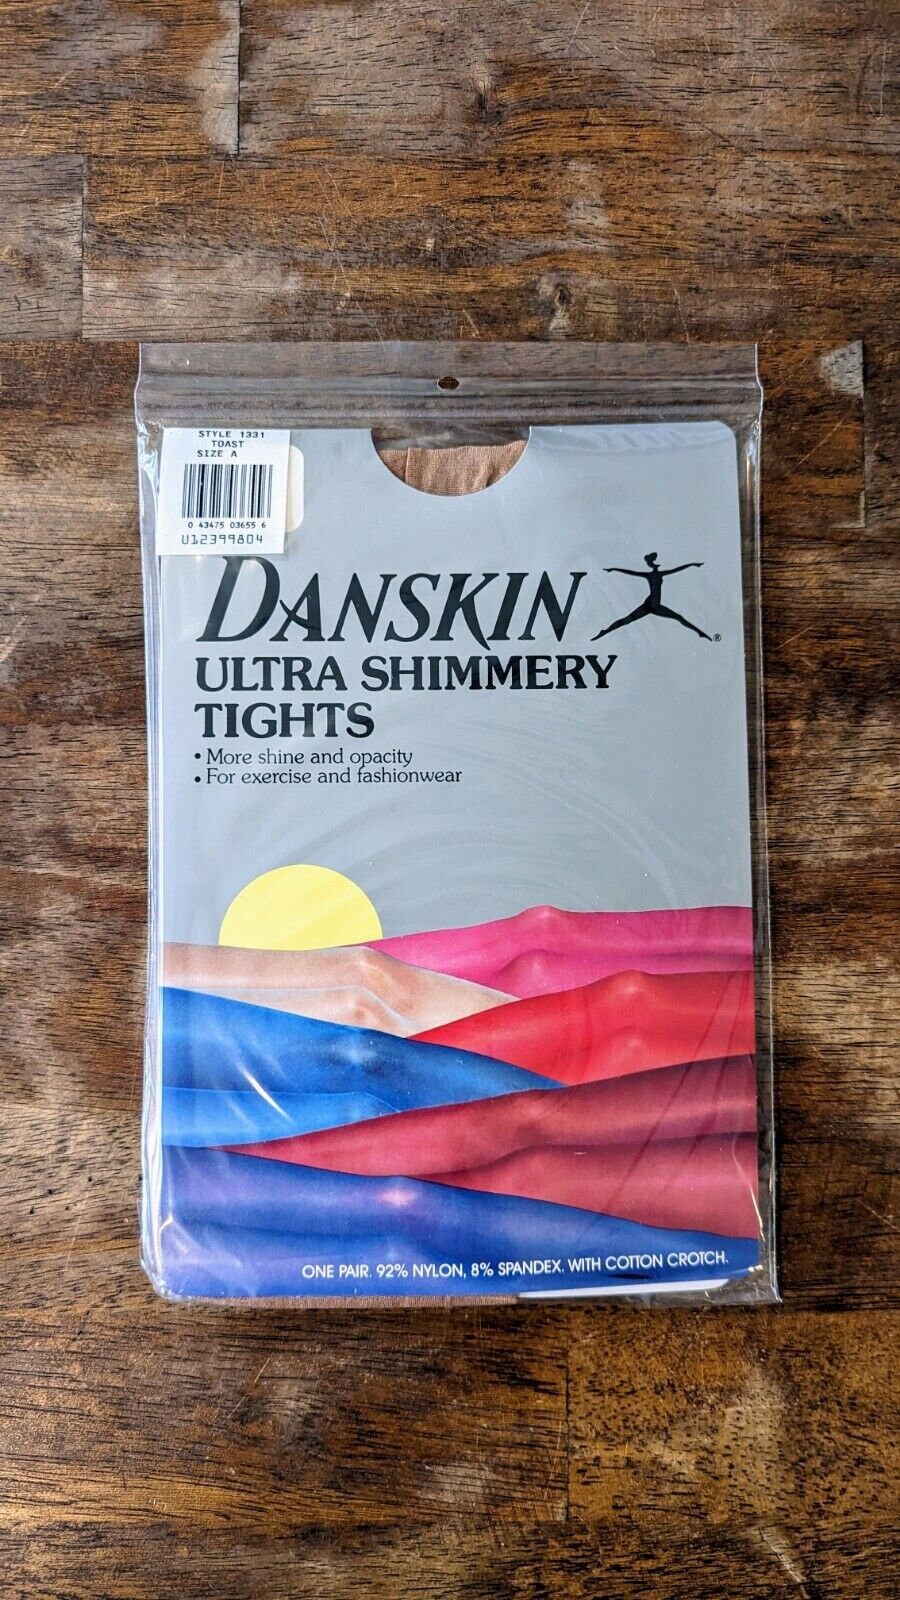 STYLE 1331
TOAST
SIZE A
0 43475 03655 6
U12399804
DANSKIN ®
ULTRA SHIMMERY
TIGHTS
• More shine and opacity
• For exercise and fashionwear
ONE PAIR. 92% NYLON, 8% SPANDEX. WITH COTTON CROTCH.